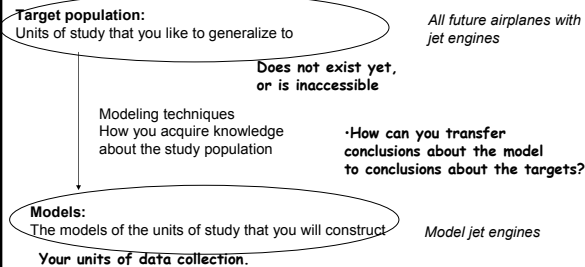 Target population:
Units of study that you like to generalize to
All future airplanes with
jet engines
Does not exist yet,
or is inaccessible
Modeling techniques
How you acquire knowledge
about the study population
•How can you transfer
conclusions about the model
to conclusions about the targets?
Models:
The models of the units of study that you will construct
Model jet engines
Your units of data collection.